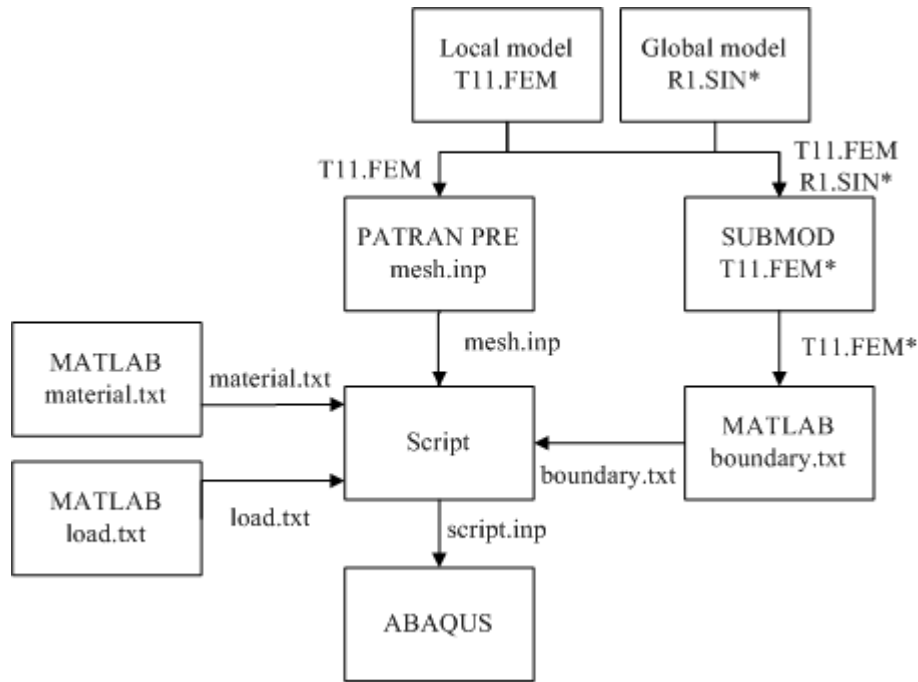 Local model
T11.FEM
Global model
R1.SIN*
T11.FEM
T11.FEM
R1.SIN*
PATRAN PRE
mesh.inp
SUBMOD
T11.FEM*
mesh.inp
T11.FEM*
MATLAB
material.txt
material.txt
Script
MATLAB
boundary.txt
boundary.txt
MATLAB
load.txt
load.txt
script.inp
ABAQUS